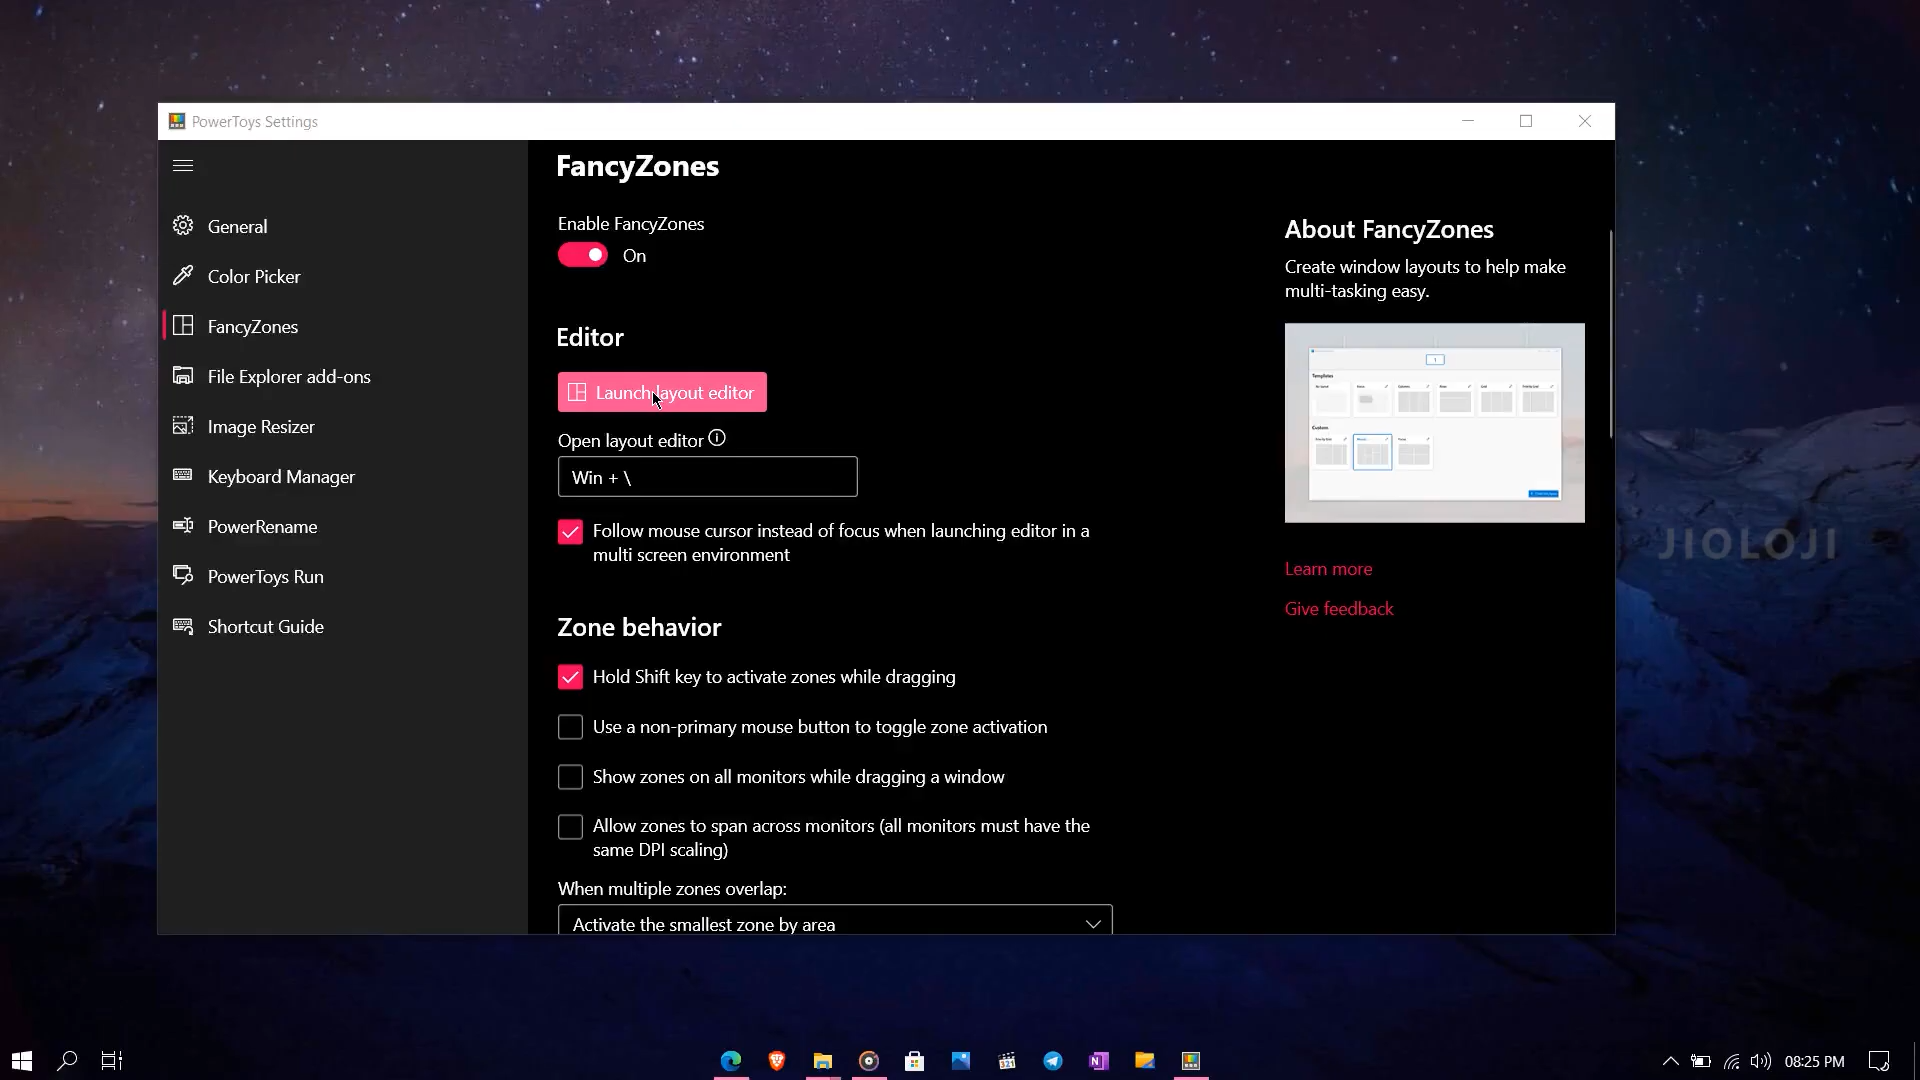 PowerToys Settings
General
Color Picker
FancyZones
File Explorer add-ons
Image Resizer
Keyboard Manager
PowerRename
PowerToys Run
Shortcut Guide
FancyZones
Enable FancyZones
On
Editor
Launch layout editor
Open layout editor
Win + \
Follow mouse cursor instead of focus when launching editor in a
multi screen environment
Zone behavior
Hold Shift key to activate zones while dragging
Use a non-primary mouse button to toggle zone activation
Show zones on all monitors while dragging a window
Allow zones to span across monitors (all monitors must have the
same DPI scaling)
When multiple zones overlap:
Activate the smallest zone by area
About FancyZones
Create window layouts to help make
multi-tasking easy.
Templates
Custom
Learn more
Give feedback
JIOLOJI
08:25 PM